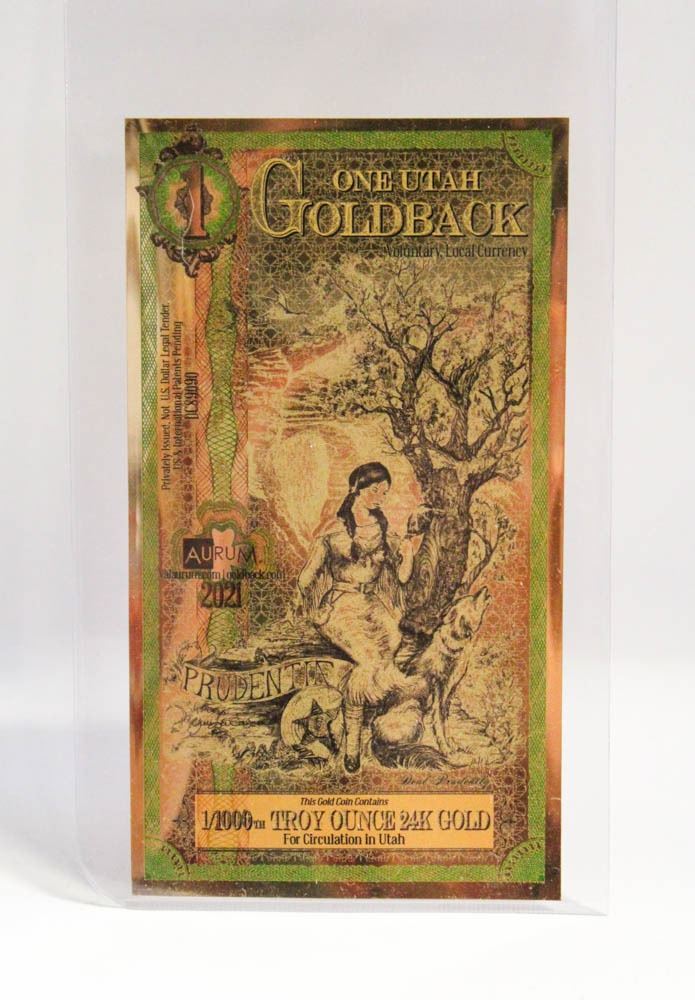 1
ONE UTAH
GOLDBACK
Voluntary, Local Currency
Privately Issued, Not U.S. Dollar Legal Tender.
US & International Patents Pending
AURUM
2021
PRUDENTIA
This Gold Coin Contains
1/1000TH TROY OUNCE 24K GOLD
For Circulation in Utah